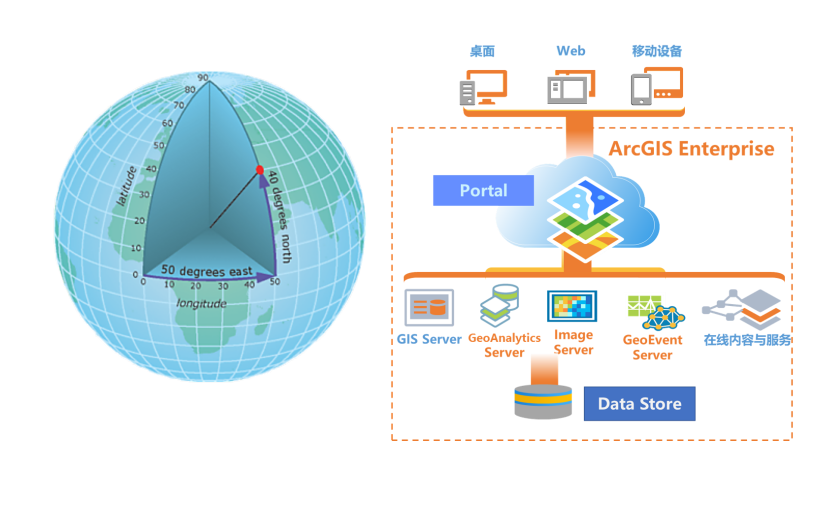 90
80
70
60
50
40
30
20
10
0
latitude
40 degrees north
50 degrees east
0 10 20 30 40 50
longitude
桌面
Web
移动设备
ArcGIS Enterprise
Portal
GIS Server
GeoAnalytics
Server
Image
Server
GeoEvent
Server
在线内容与服务
Data Store